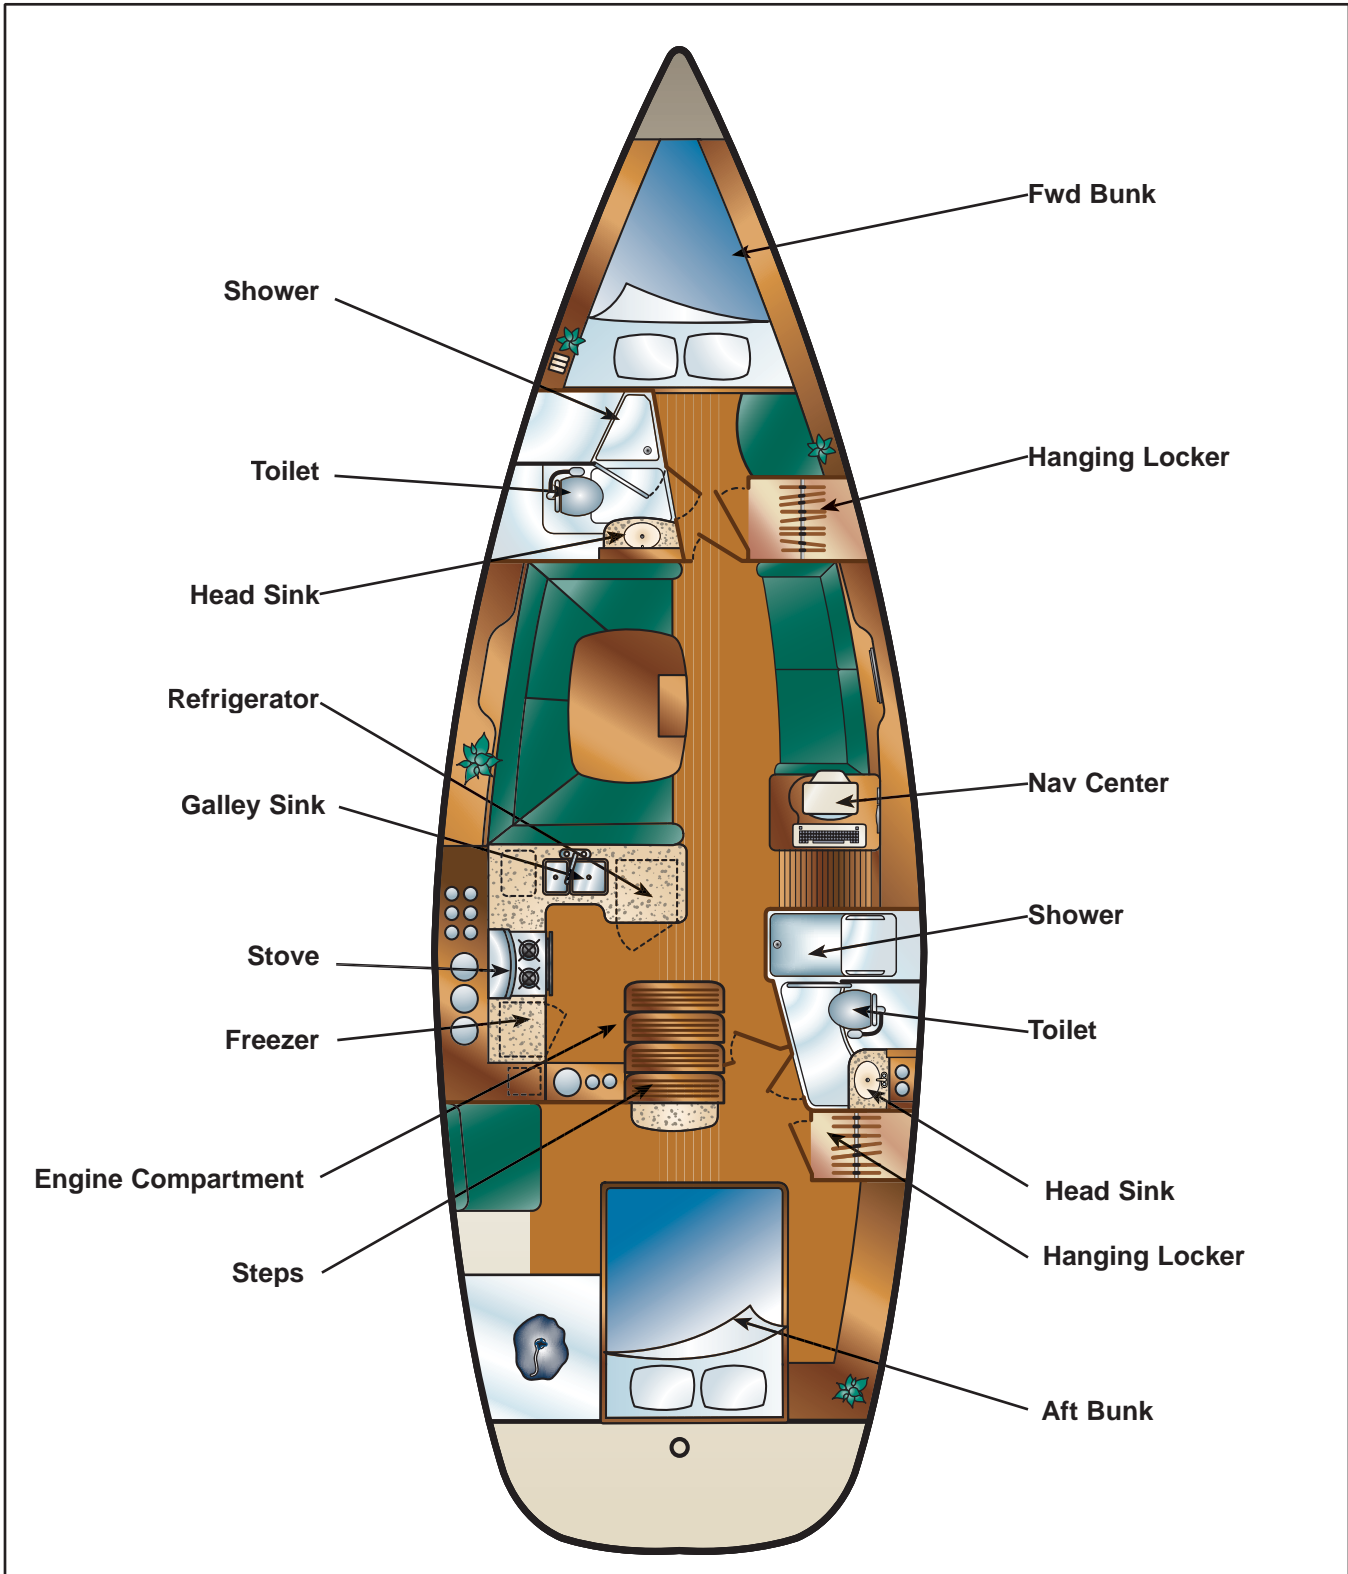 Fwd Bunk
Shower
Hanging Locker
Toilet
Head Sink
Refrigerator
Nav Center
Galley Sink
Shower
Stove
Toilet
Freezer
Engine Compartment
Head Sink
Hanging Locker
Steps
Aft Bunk